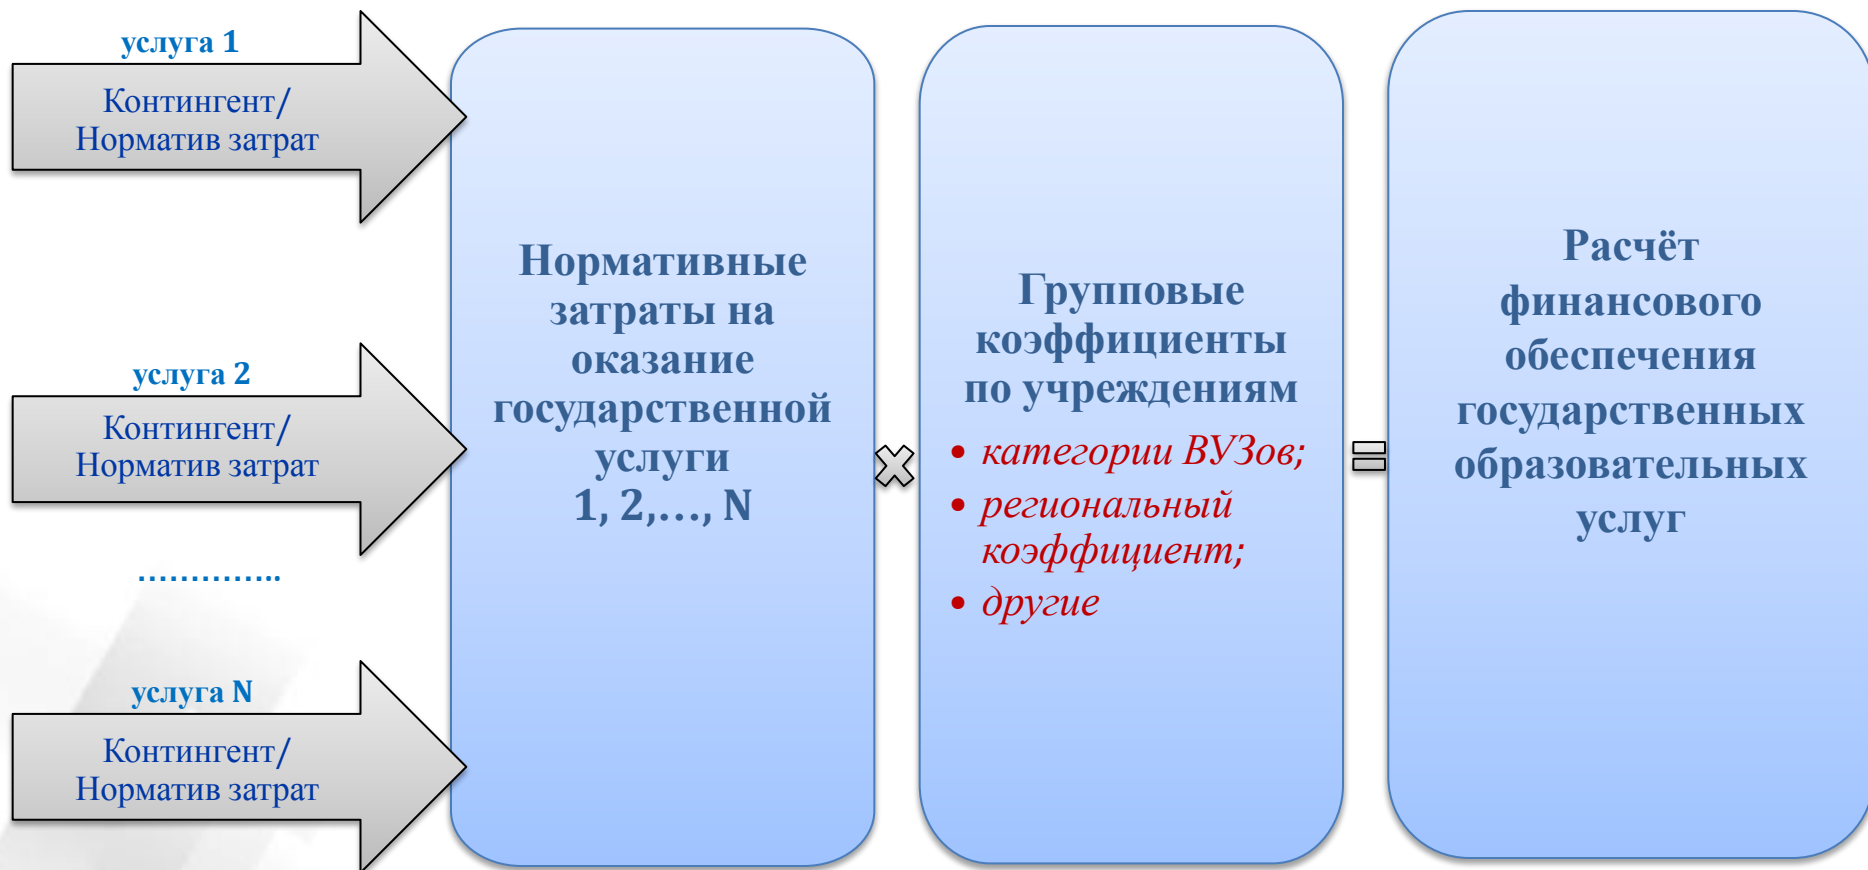 услуга 1
Контингент/
Норматив затрат
услуга 2
Контингент/
Норматив затрат
…………..
услуга N
Контингент/
Норматив затрат
Нормативные
затраты на
оказание
государственной
услуги
1, 2,…, N
Групповые
коэффициенты
по учреждениям
• категории ВУЗов;
• региональный
коэффициент;
• другие
Расчёт
финансового
обеспечения
государственных
образовательных
услуг